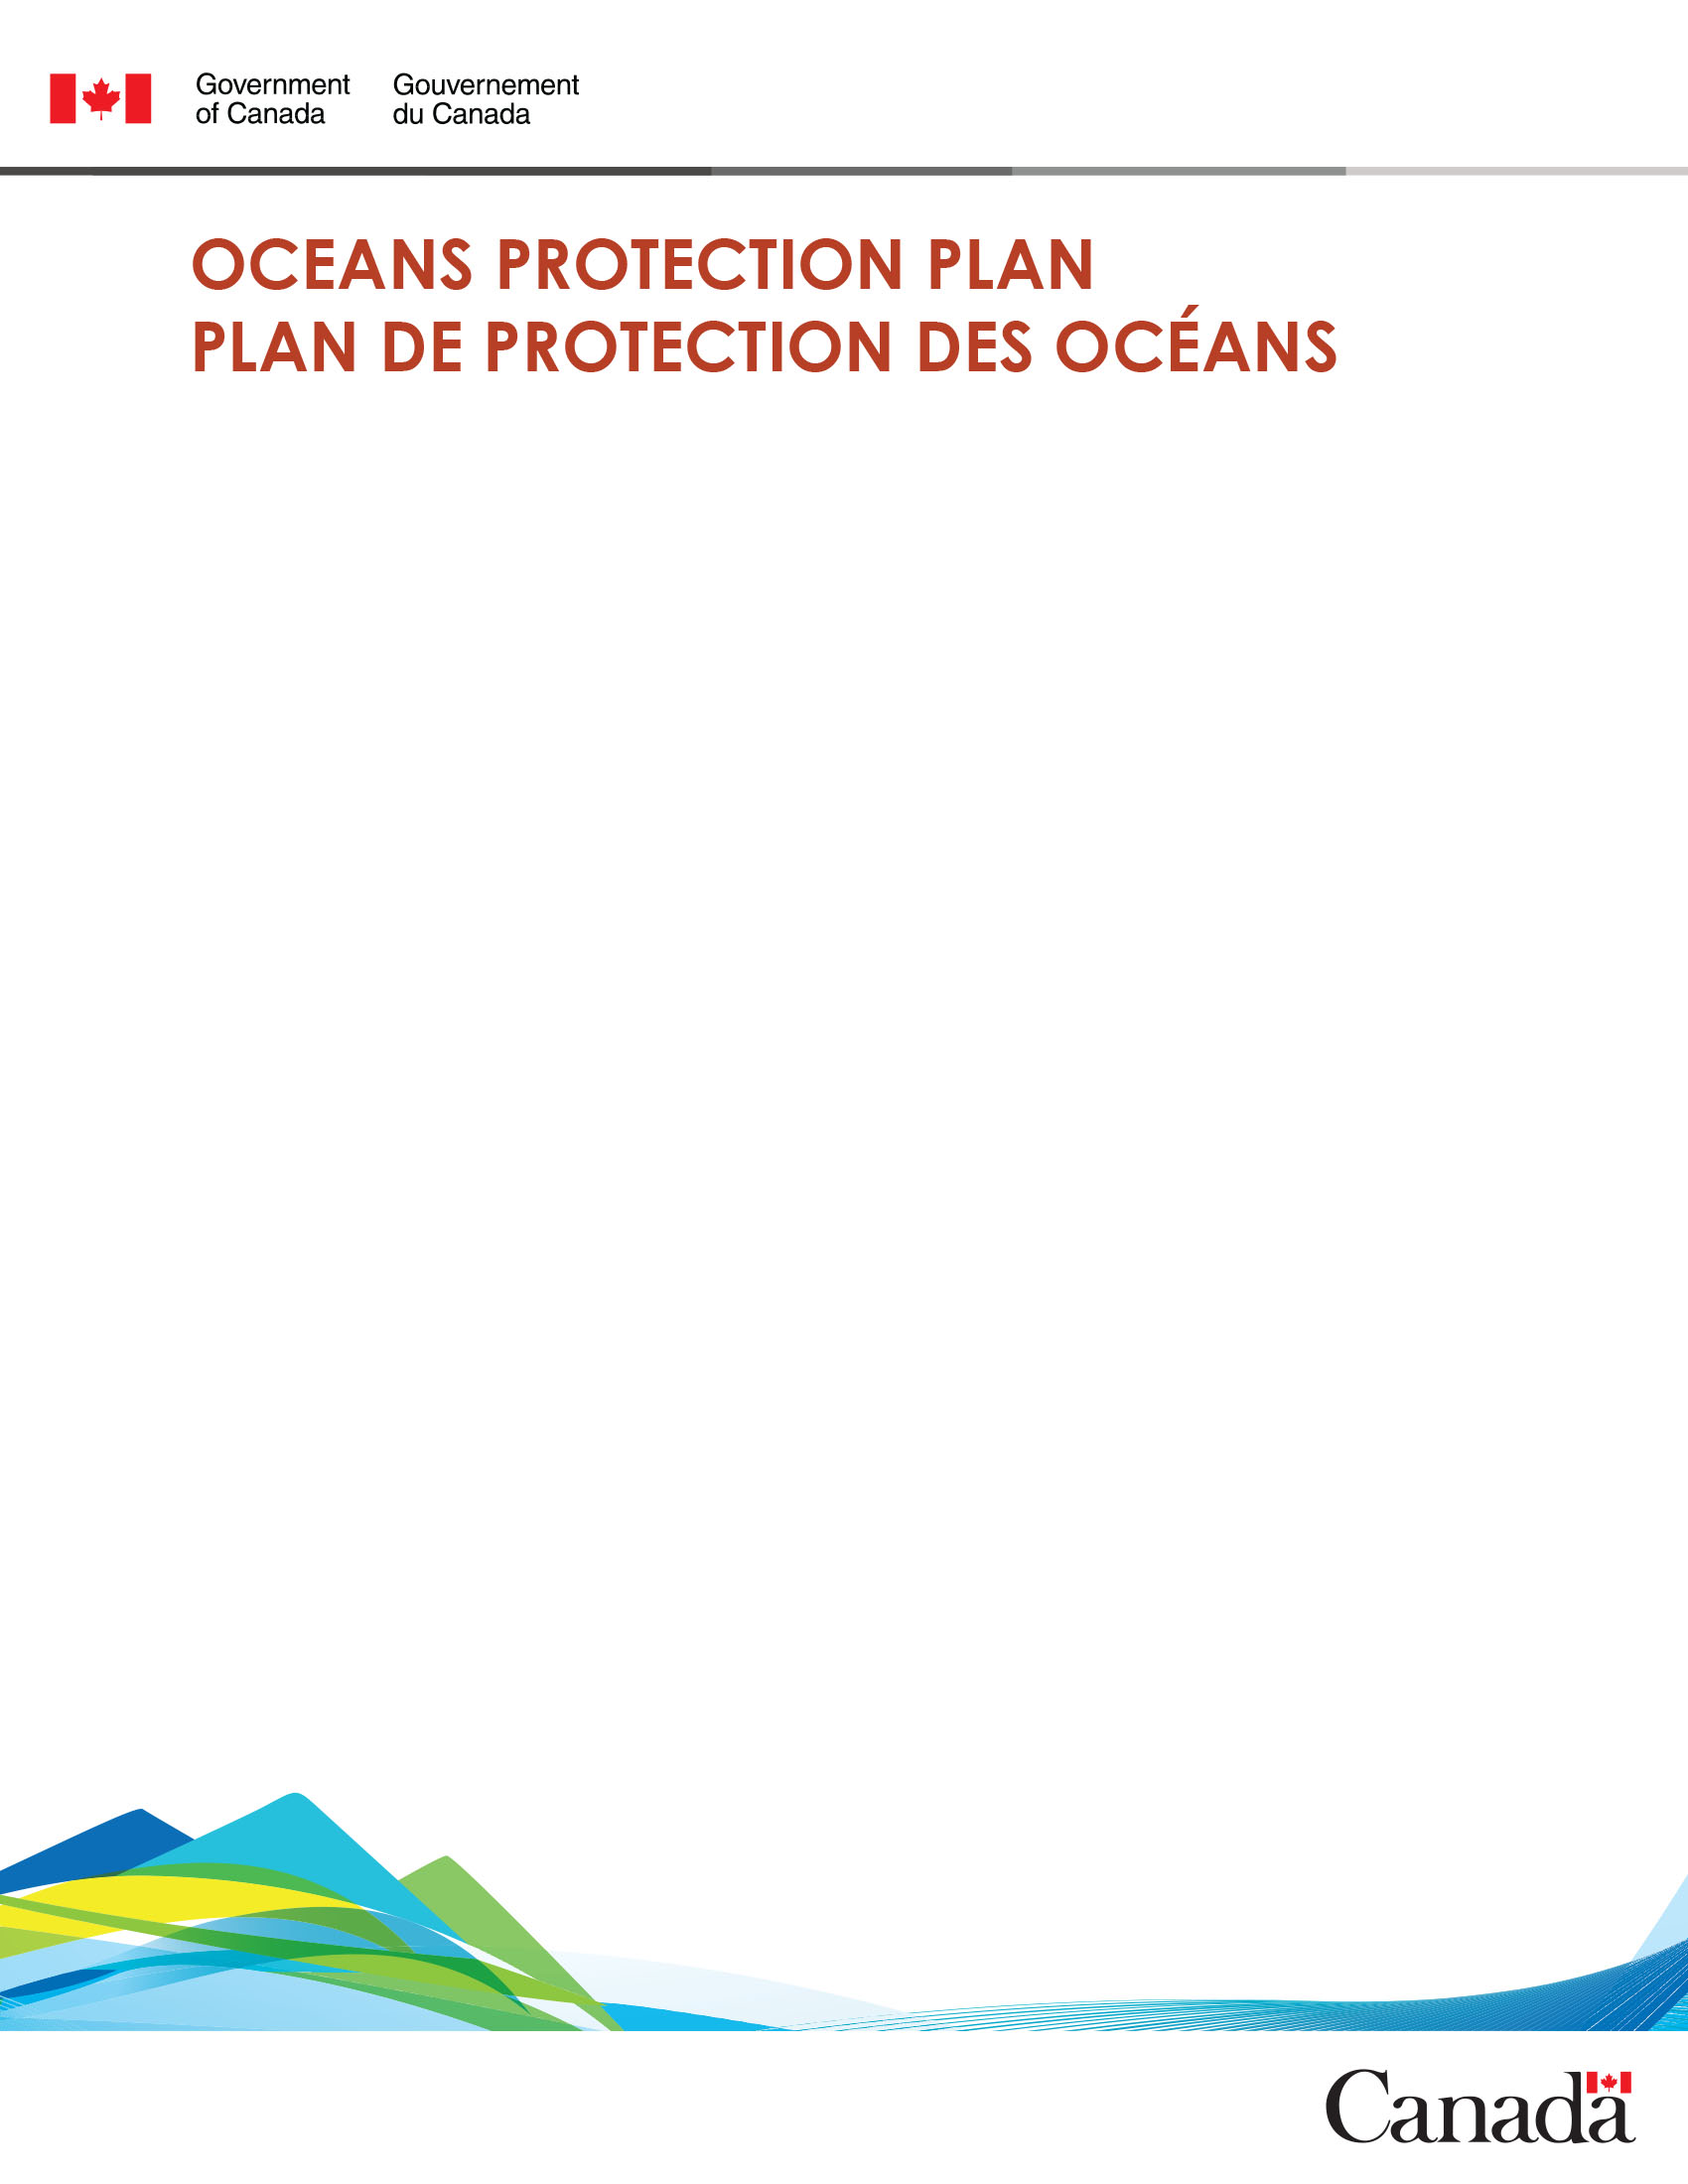 Government
of Canada
Gouvernement
du Canada
OCEANS PROTECTION PLAN
PLAN DE PROTECTION DES OCÉANS
Canada